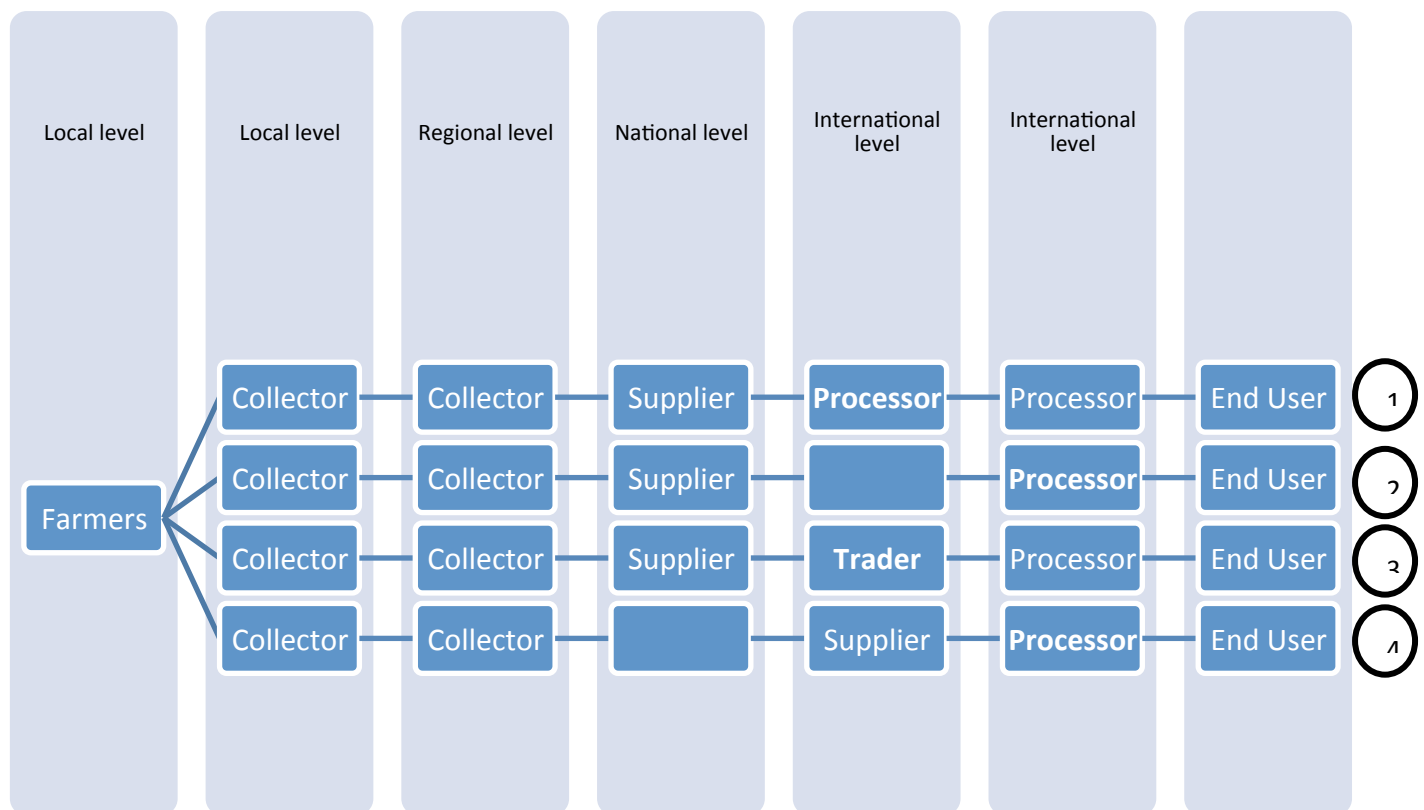 Local level
Local level
Regional level
National level
International
level
International
level
Collector
Collector
Supplier
Processor
Processor
End User
1
Collector
Collector
Supplier
Processor
End User
2
Farmers
Collector
Collector
Supplier
Trader
Processor
End User
3
Collector
Collector
Supplier
Processor
End User
4